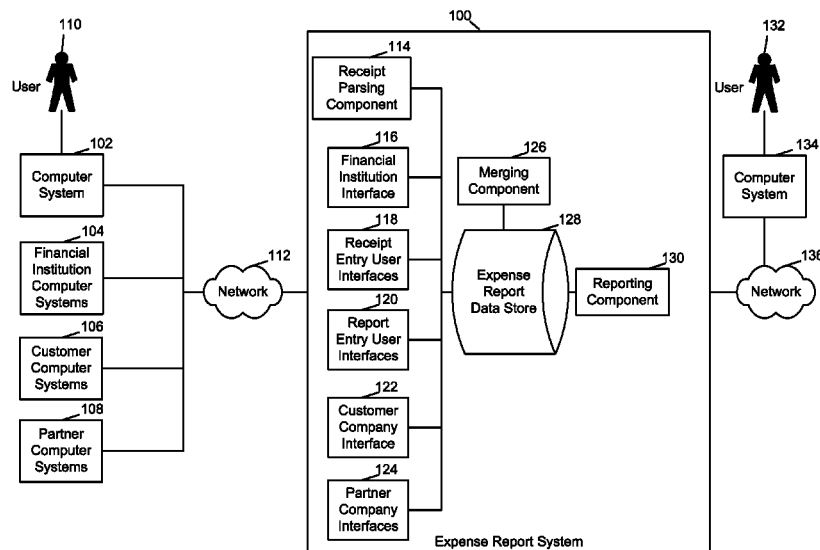 110
User
102
Computer
System
104
Financial
Institution
Computer
Systems
106
Customer
Computer
Systems
108
Partner
Computer
Systems
112
Network
100
114
Receipt
Parsing
Component
116
Financial
Institution
Interface
118
Receipt
Entry User
Interfaces
120
Report
Entry User
Interfaces
122
Customer
Company
Interface
124
Partner
Company
Interfaces
126
Merging
Component
128
Expense
Report
Data Store
130
Reporting
Component
Expense Report System
132
User
134
Computer
System
136
Network